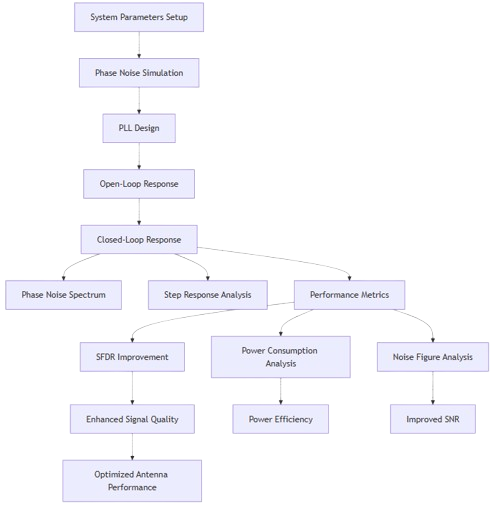 System Parameters Setup
Phase Noise Simulation
PLL Design
Open-Loop Response
Closed-Loop Response
Phase Noise Spectrum
Step Response Analysis
Performance Metrics
SFDR Improvement
Power Consumption
Analysis
Noise Figure Analysis
Enhanced Signal Quality
Power Efficiency
Improved SNR
Optimized Antenna
Performance